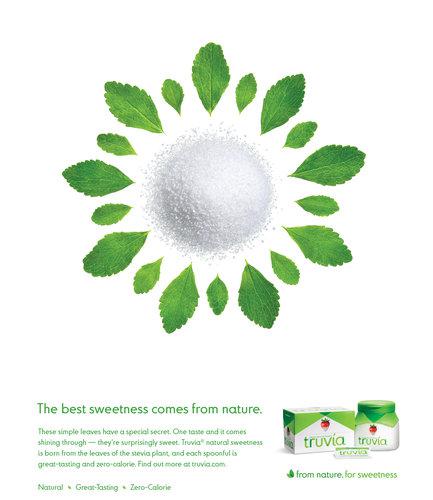 The best sweetness comes from nature.
These simple leaves have a special secret. One taste and it comes
shining through — they're surprisingly sweet. Truvia® natural sweetness
is born from the leaves of the stevia plant, and each spoonful is
great-tasting and zero-calorie. Find out more at truvia.com.
Natural Great-Tasting Zero-Calorie
truvia
truvia
truvia
from nature, for sweetness